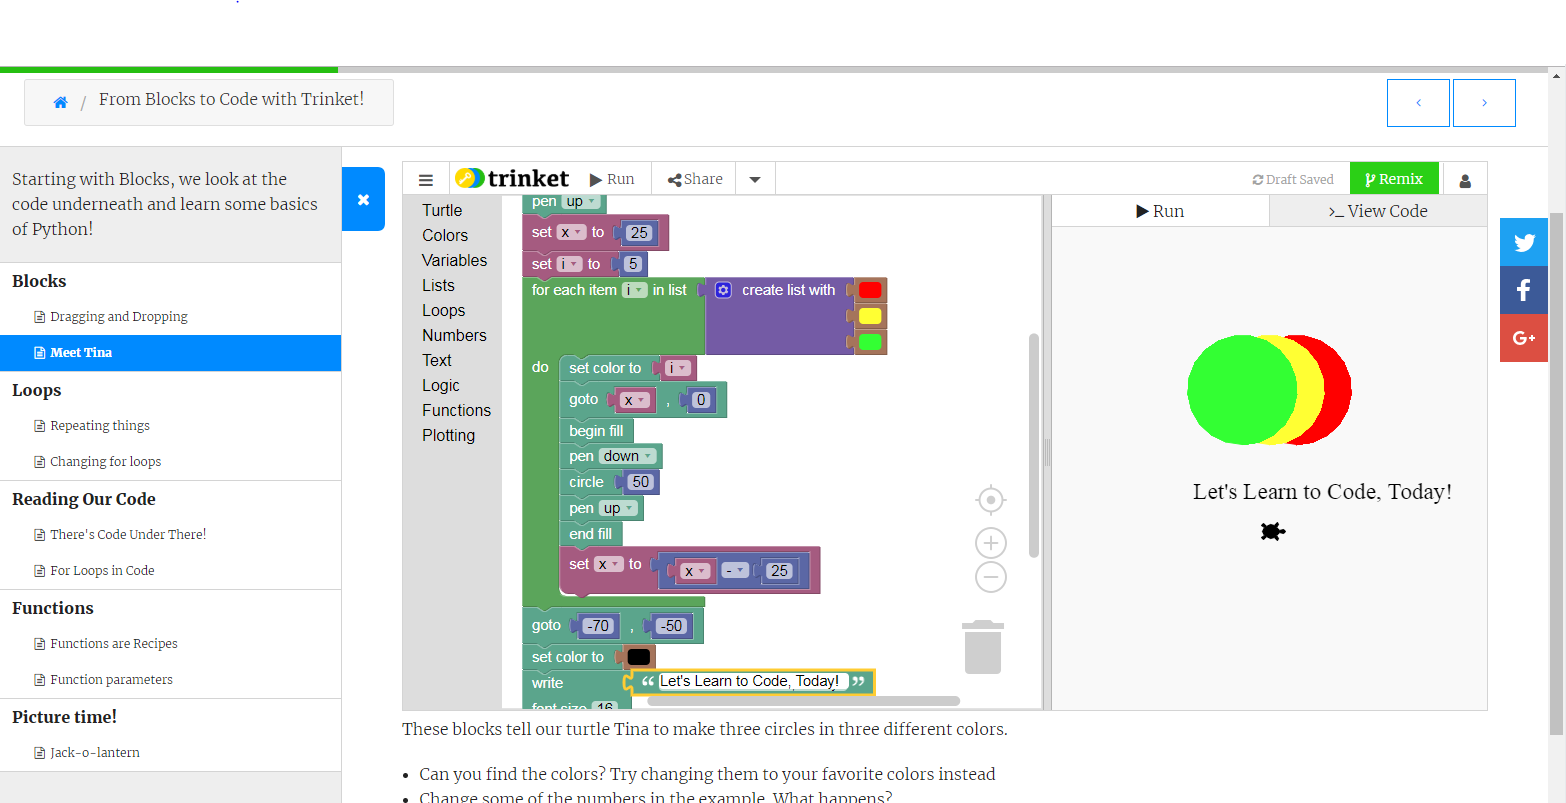 From Blocks to Code with Trinket!
/
Starting with Blocks, we look at the
code underneath and learn some basics
of Python!
Blocks
Dragging and Dropping
Meet Tina
Loops
Repeating things
Changing for loops
Reading Our Code
There's Code Under There!
For Loops in Code
Functions
Functions are Recipes
Function parameters
Picture time!
Jack-o-lantern
trinket
Run
Share
Draft Saved
Remix
Turtle
Colors
Variables
Lists
Loops
Numbers
Text
Logic
Functions
Plotting
pen up
set x to 25
set i to 5
for each item i in list create list with
do set color to i
goto x , 0
begin fill
pen down
circle 50
pen up
end fill
set x to x - 25
goto -70 , -50
set color to
write “ Let's Learn to Code, Today! ”
font size 16
Run
>_ View Code
Let's Learn to Code, Today!
G+
These blocks tell our turtle Tina to make three circles in three different colors.
• Can you find the colors? Try changing them to your favorite colors instead
• Change some of the numbers in the example. What happens?